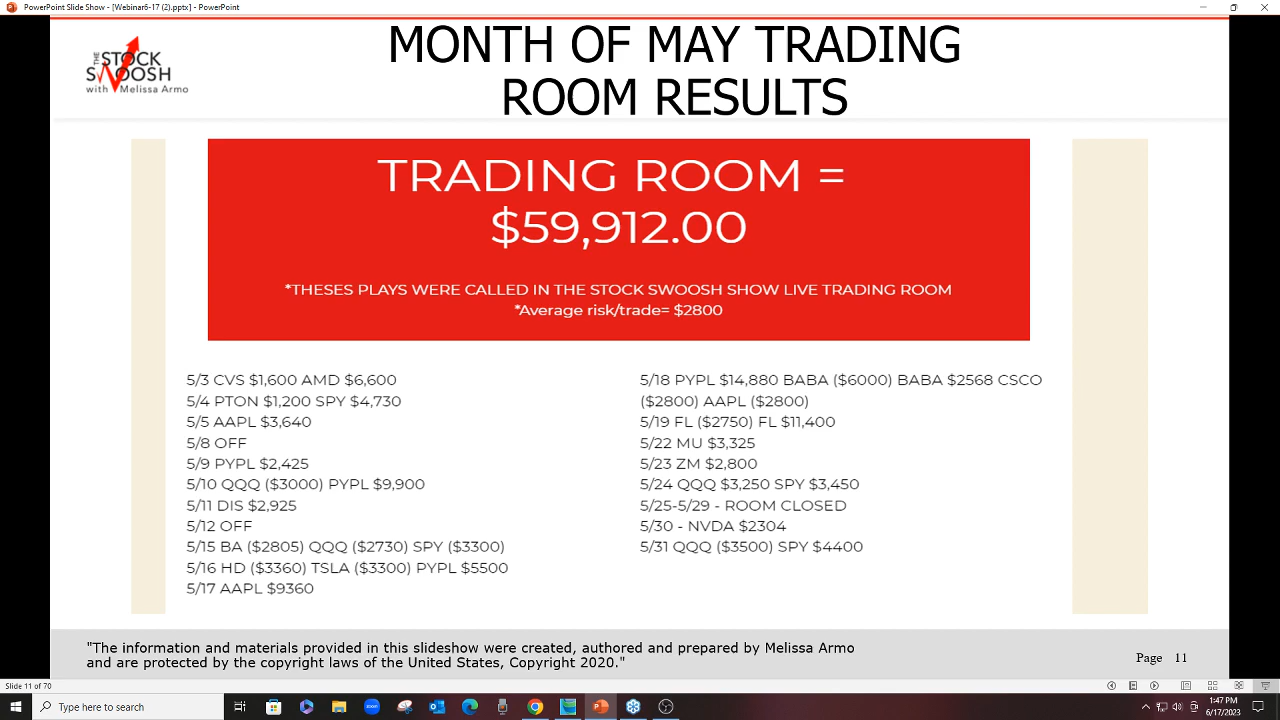 PowerPoint Slide Show - [Webinar6-17 (2).pptx] - PowerPoint
MONTH OF MAY TRADING
ROOM RESULTS
THE
STOCK
SWOOSH
with Melissa Armo
TRADING ROOM =
$59,912.00
*THESES PLAYS WERE CALLED IN THE STOCK SWOOSH SHOW LIVE TRADING ROOM
*Average risk/trade= $2800
5/3 CVS $1,600 AMD $6,600
5/4 PTON $1,200 SPY $4,730
5/5 AAPL $3,640
5/8 OFF
5/9 PYPL $2,425
5/10 QQQ ($3000) PYPL $9,900
5/11 DIS $2,925
5/12 OFF
5/15 BA ($2805) QQQ ($2730) SPY ($3300)
5/16 HD ($3360) TSLA ($3300) PYPL $5500
5/17 AAPL $9360
5/18 PYPL $14,880 BABA ($6000) BABA $2568 CSCO
($2800) AAPL ($2800)
5/19 FL ($2750) FL $11,400
5/22 MU $3,325
5/23 ZM $2,800
5/24 QQQ $3,250 SPY $3,450
5/25-5/29 - ROOM CLOSED
5/30 - NVDA $2304
5/31 QQQ ($3500) SPY $4400
"The information and materials provided in this slideshow were created, authored and prepared by Melissa Armo
and are protected by the copyright laws of the United States, Copyright 2020."
Page 11
Slide 11 of 70
Type here to search
1:47 PM
6/17/2023